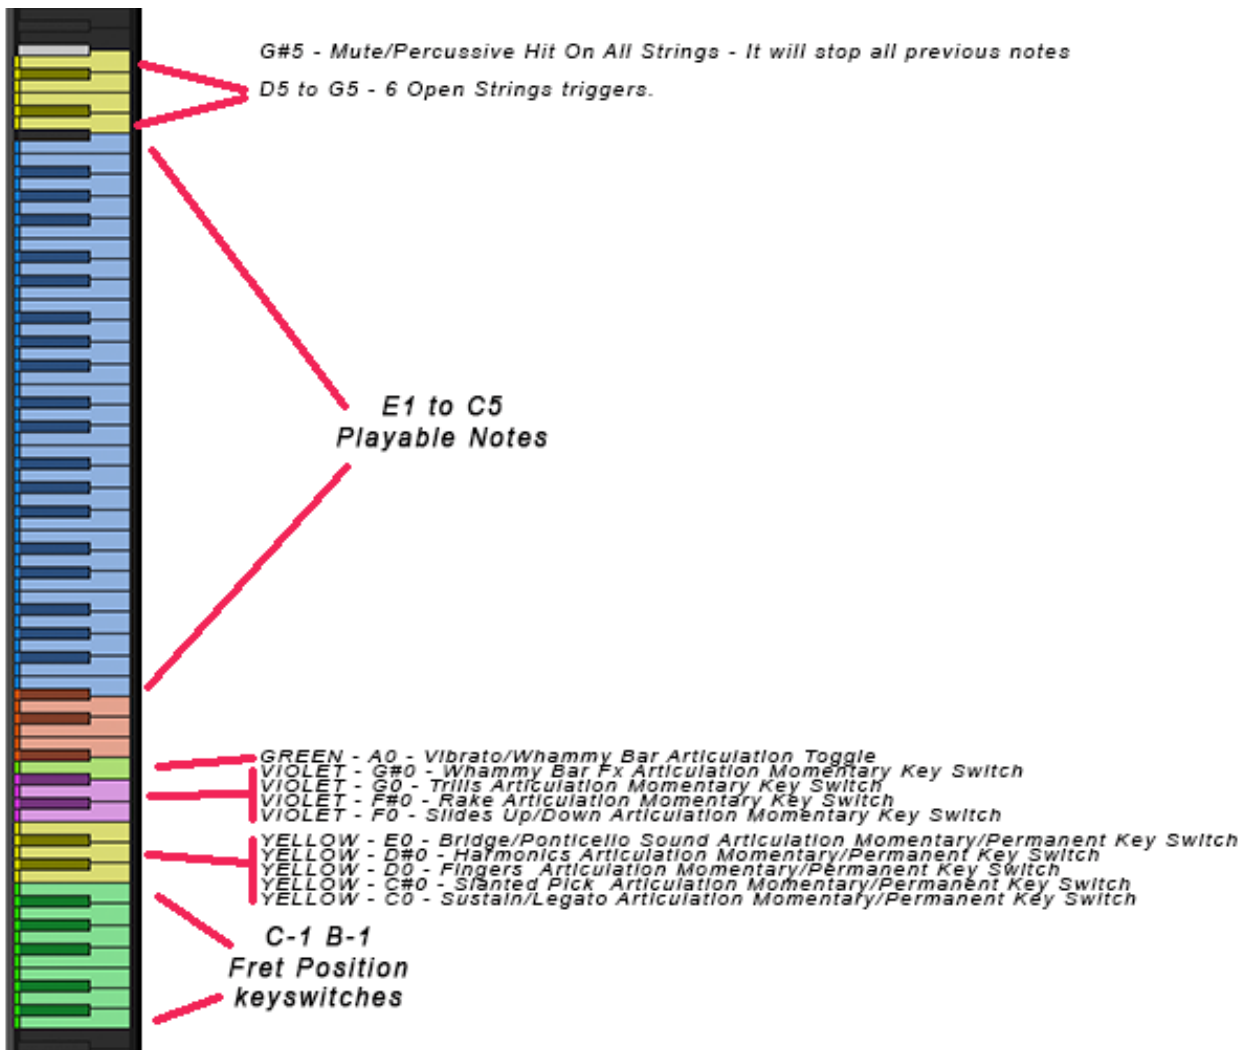 G#5 - Mute/Percussive Hit On All Strings - It will stop all previous notes
D5 to G5 - 6 Open Strings triggers.
E1 to C5
Playable Notes
GREEN - A0 - Vibrato/Whammy Bar Articulation Toggle
VIOLET - G#0 - Whammy Bar Fx Articulation Momentary Key Switch
VIOLET - G0 - Trills Articulation Momentary Key Switch
VIOLET - F#0 - Rake Articulation Momentary Key Switch
VIOLET - F0 - Slides Up/Down Articulation Momentary Key Switch
YELLOW - E0 - Bridge/Ponticello Sound Articulation Momentary/Permanent Key Switch
YELLOW - D#0 - Harmonics Articulation Momentary/Permanent Key Switch
YELLOW - D0 - Fingers Articulation Momentary/Permanent Key Switch
YELLOW - C#0 - Slanted Pick Articulation Momentary/Permanent Key Switch
YELLOW - C0 - Sustain/Legato Articulation Momentary/Permanent Key Switch
C-1 B-1
Fret Position
keyswitches